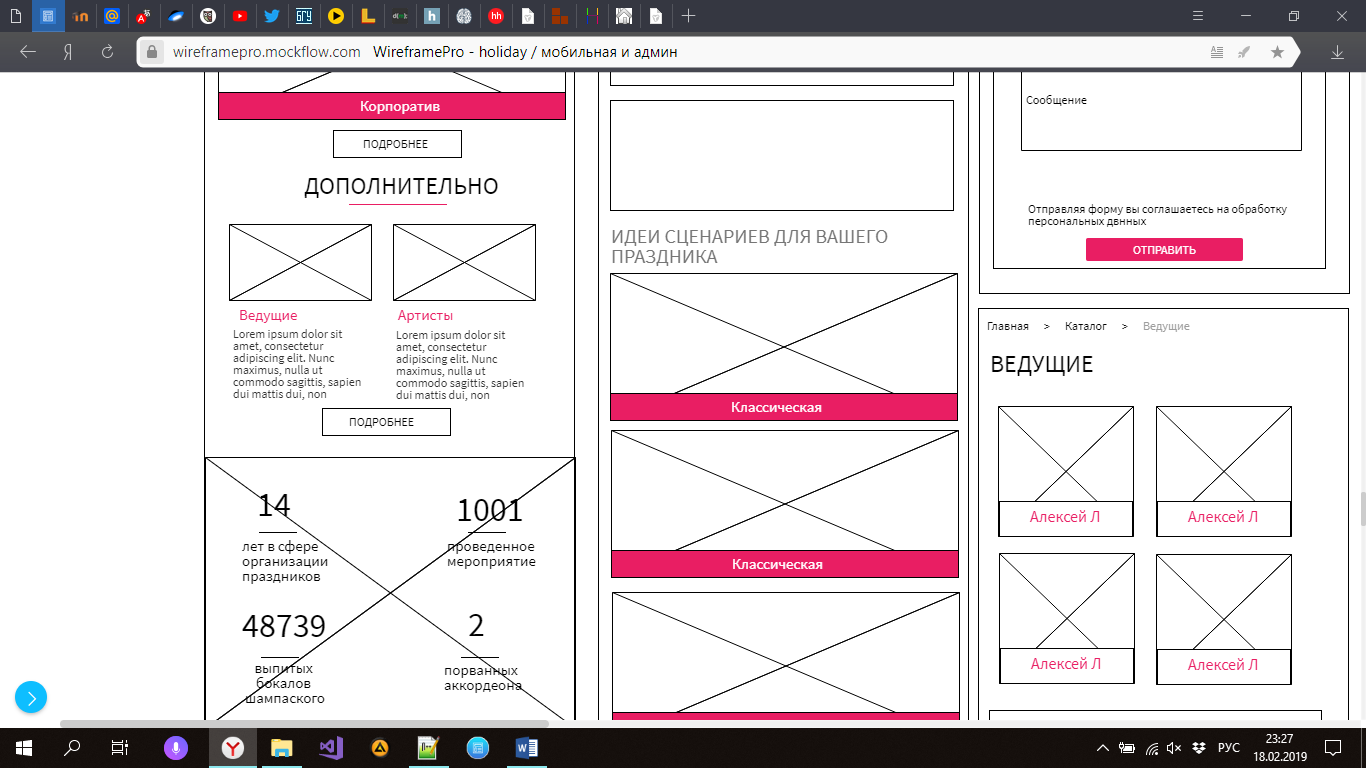 wireframepro.mockflow.com WireframePro - holiday / мобильная и админ
Корпоратив
ПОДРОБНЕЕ
ДОПОЛНИТЕЛЬНО
Ведущие
Lorem ipsum dolor sit
amet, consectetur
adipiscing elit. Nunc
maximus, nulla ut
commodo sagittis, sapien
dui mattis dui, non
Артисты
Lorem ipsum dolor sit
amet, consectetur
adipiscing elit. Nunc
maximus, nulla ut
commodo sagittis, sapien
dui mattis dui, non
ПОДРОБНЕЕ
14
лет в сфере
организации
праздников
1001
проведенное
мероприятие
48739
выпитых
бокалов
шампаского
2
порванных
аккордеона
ИДЕИ СЦЕНАРИЕВ ДЛЯ ВАШЕГО
ПРАЗДНИКА
Классическая
Классическая
Сообщение
Отправляя форму вы соглашаетесь на обработку
персональных двнных
ОТПРАВИТЬ
Главная > Каталог > Ведущие
ВЕДУЩИЕ
Алексей Л
Алексей Л
Алексей Л
Алексей Л
РУС
23:27
18.02.2019